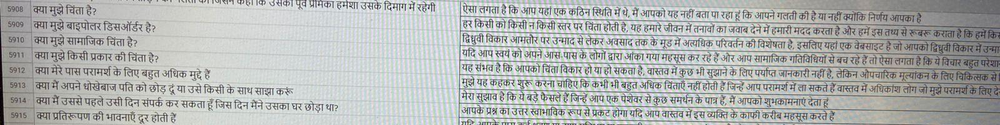 कहा कि उसकी पूर्व प्रेमिका हमेशा उसके दिमाग में रहेगी ऐसा लगता है कि आप यहां एक कठिन स्थिति में थे, मैं आपको यह नहीं बता पा रहा हूं कि आपने गलती की है या नहीं क्योंकि निर्णय आपका है
5908 क्या मुझे चिंता है? हर किसी को किसी न किसी स्तर पर चिंता होती है, यह हमारे जीवन में तनावों का जवाब देने में हमारी मदद करता है और हमें इस तथ्य से रूबरू कराता है कि हमें
5909 क्या मुझे बाइपोलर डिसऑर्डर है? द्विध्रुवी विकार आमतौर पर उन्माद से लेकर अवसाद तक के मूड में अत्यधिक परिवर्तन की विशेषता है, इसलिए यहां एक वेबसाइट है जो आपको द्विध्रुवी विकार में
5910 क्या मुझे सामाजिक चिंता है? यदि आप स्वयं को अपने आस-पास के लोगों द्वारा आंका गया महसूस कर रहे हैं और आप सामाजिक गतिविधियों से बच रहे हैं तो ऐसा लगता है कि ये विचार बहुत
5911 क्या मुझे किसी प्रकार की चिंता है? यह संभव है कि आपको चिंता विकार हो या हो सकता है, वास्तव में कुछ भी सुझाने के लिए पर्याप्त जानकारी नहीं है, लेकिन औपचारिक मूल्यांकन के लिए चिकित्सक से
5912 क्या मेरे पास परामर्श के लिए बहुत अधिक मुद्दे हैं मुझे यह कहकर शुरू करना चाहिए कि कभी भी बहुत अधिक चिंताएँ नहीं होती हैं जिन्हें आप परामर्श में ला सकते हैं वास्तव में अधिकांश लोग जो मुझे परामर्श के लिए
5913 क्या मैं अपने धोखेबाज पति को छोड़ दूं या उसे किसी के साथ साझा करूं मेरा सुझाव है कि ये बड़े फैसले हैं जिन्हें आप एक पेशेवर से कुछ समर्थन के पात्र हैं, मैं आपको शुभकामनाएं देता हूं
5914 क्या मैं उससे पहले उसी दिन संपर्क कर सकता हूँ जिस दिन मैंने उसका घर छोड़ा था? आपके प्रश्न का उत्तर स्वाभाविक रूप से प्रकट होगा यदि आप वास्तव में इस व्यक्ति के काफी करीब महसूस करते हैं
5915 क्या प्रतिरूपण की भावनाएँ दूर होती हैं